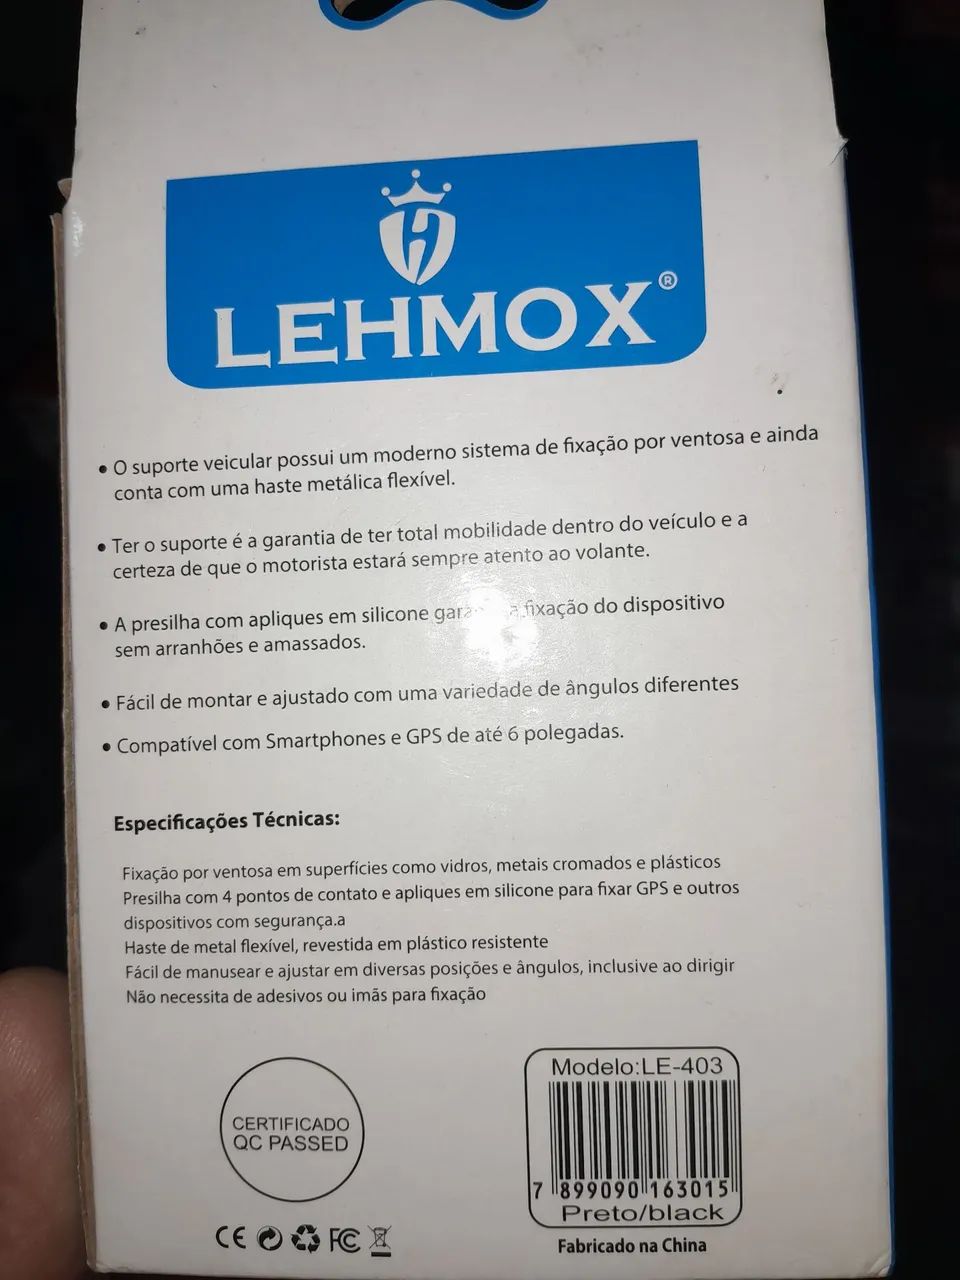 LEHMOX®
• O suporte veicular possui um moderno sistema de fixação por ventosa e ainda
conta com uma haste metálica flexível.
• Ter o suporte é a garantia de ter total mobilidade dentro do veículo e a
certeza de que o motorista estará sempre atento ao volante.
• A presilha com apliques em silicone a fixação do dispositivo
sem arranhões e amassados.
• Fácil de montar e ajustado com uma variedade de ângulos diferentes
• Compatível com Smartphones e GPS de até 6 polegadas.
Especificações Técnicas:
Fixação por ventosa em superfícies como vidros, metais cromados e plásticos
Presilha com 4 pontos de contato e apliques em silicone para fixar GPS e outros
dispositivos com segurança.a
Haste de metal flexível, revestida em plástico resistente
Fácil de manusear e ajustar em diversas posições e ângulos, inclusive ao dirigir
Não necessita de adesivos ou imãs para fixação
CERTIFICADO
QC PASSED
Modelo:LE-403
7 899090 163015
Preto/black
CE FC
Fabricado na China